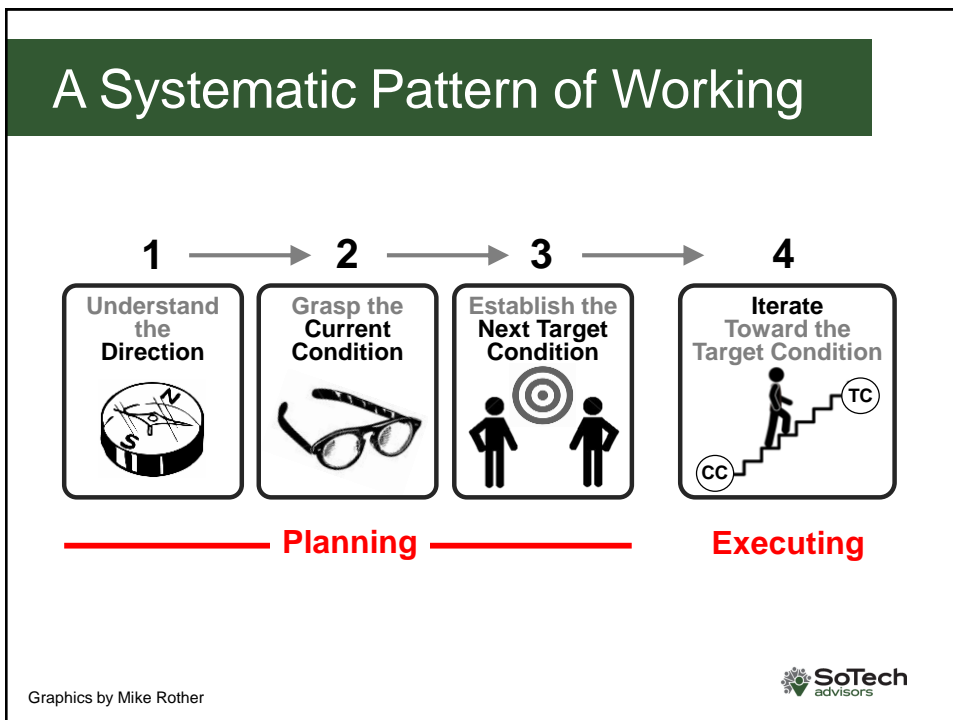 A Systematic Pattern of Working
1 2 3 4
Understand
the
Direction
N
S
Grasp the
Current
Condition
Establish the
Next Target
Condition
Iterate
Toward the
Target Condition
TC
CC
Planning
Executing
Graphics by Mike Rother
SoTech
advisors